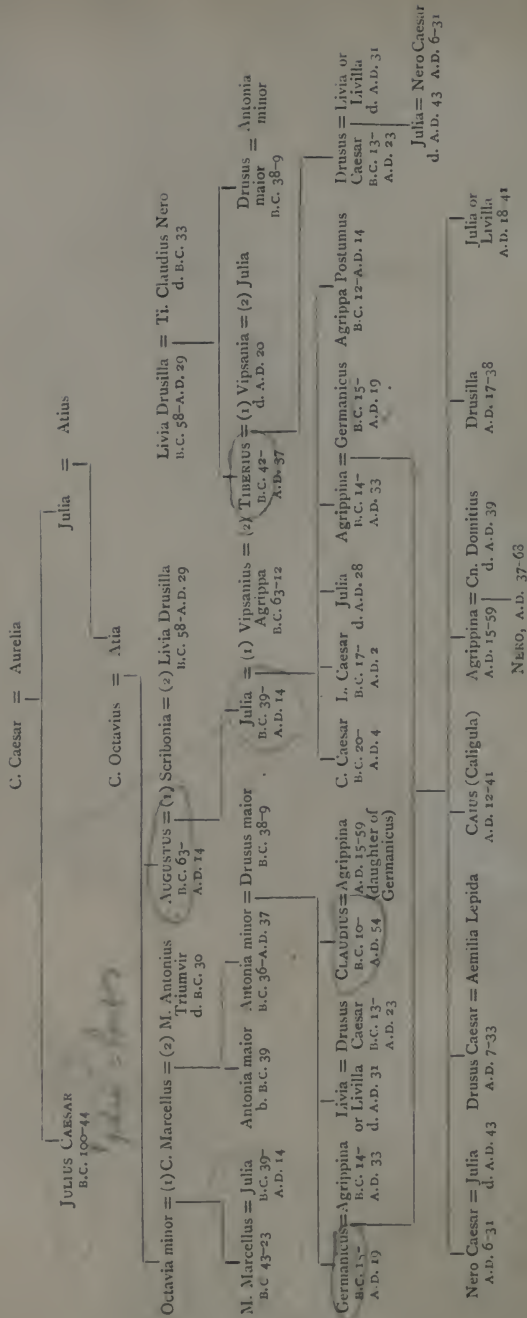 C. Caesar = Aurelia
JULIUS CAESAR
B.C. 100-44
Julia = Atius
C. Octavius = Atia
Octavia minor = (1) C. Marcellus = (2) M. Antonius
Triumvir
d. B.C. 30
AUGUSTUS = (1) Scribonia = (2) Livia Drusilla
B.C. 63-
A.D. 14
B.C. 58-A.D. 29
Livia Drusilla = Ti. Claudius Nero
B.C. 58-A.D. 29
d. B.C. 33
M. Marcellus = Julia
B.C 43-23
B.C. 39-
A.D. 14
Antonia maior
b. B.C. 39
Antonia minor = Drusus maior
B.C. 36-A.D. 37
B.C. 38-9
Julia = (1) Vipsanius = (2) TIBERIUS = (1) Vipsania = (2) Julia
B.C. 39-
A.D. 14
Agrippa
B.C. 63-12
B.C. 42-
A.D. 37
d. A.D. 20
Drusus = Antonia
maior
minor
B.C. 38-9
Germanicus = Agrippina
B.C. 15-
A.D. 19
B.C. 14-
A.D. 33
Livia = Drusus
or Livilla
Caesar
d. A.D. 31
B.C. 13-
A.D. 23
CLAUDIUS = Agrippina
B.C. 10-
A.D. 54
A.D. 15-59
(daughter of
Germanicus)
C. Caesar
B.C. 20-
A.D. 4
L. Caesar
B.C. 17-
A.D. 2
Julia
d. A.D. 28
Agrippina = Germanicus
B.C. 14-
A.D. 33
B.C. 15-
A.D. 19
Agrippa Postumus
B.C. 12-A.D. 14
Drusus = Livia or
Caesar
Livilla
B.C. 13-
A.D. 23
d. A.D. 31
Julia = Nero Caesar
d. A.D. 43
A.D. 6-31
Nero Caesar = Julia
A.D. 6-31
d. A.D. 43
Drusus Caesar = Aemilia Lepida
A.D. 7-33
CAIUS (Caligula)
A.D. 12-41
Agrippina = Cn. Domitius
A.D. 15-59
d. A.D. 39
Drusilla
A.D. 17-38
Julia or
Livilla
A.D. 18-41
NERO, A.D. 37-68